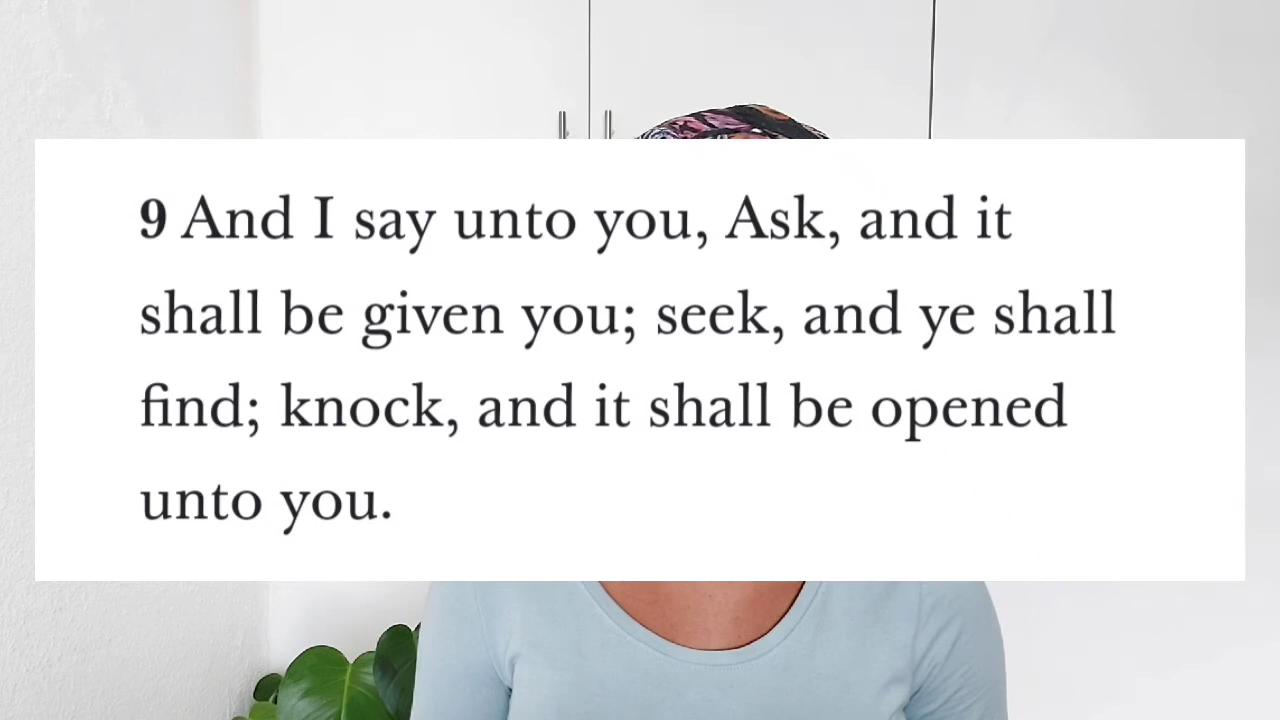 9 And I say unto you, Ask, and it
shall be given you; seek, and ye shall
find; knock, and it shall be opened
unto you.